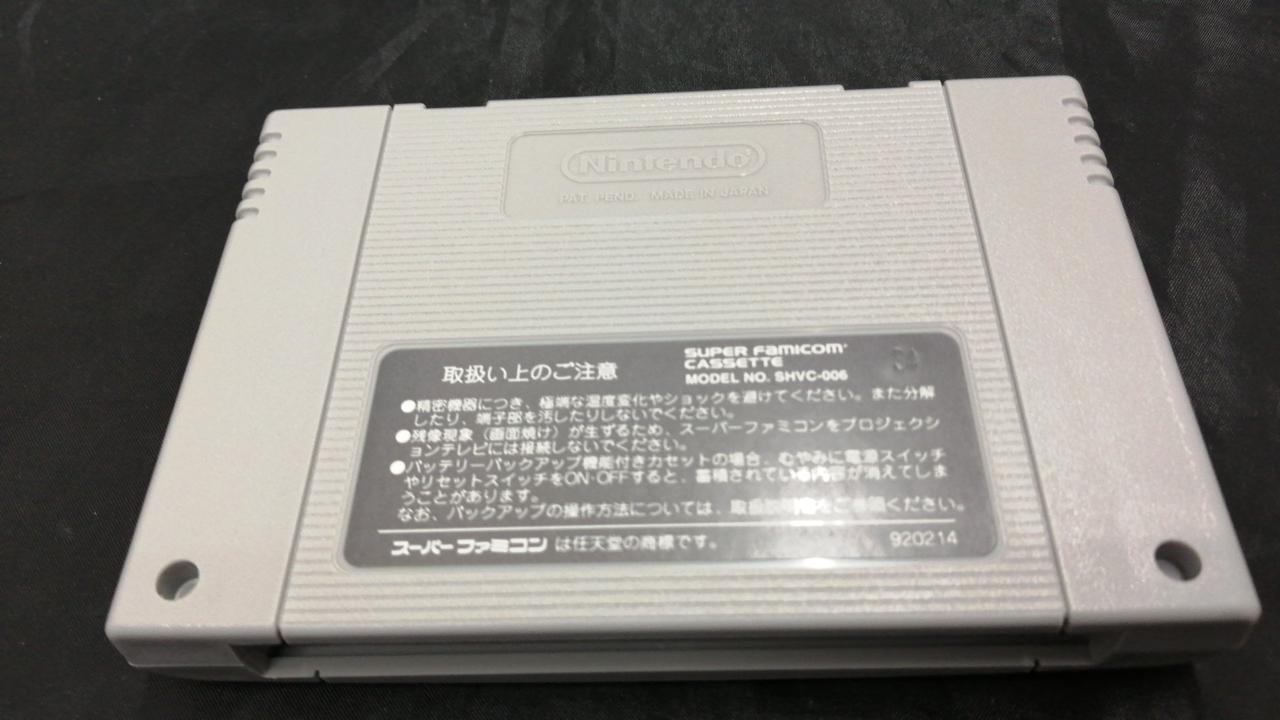 Nintendo
PAT. PEND. MADE IN JAPAN
取扱い上のご注意
SUPER FAMICOM
CASSETTE
MODEL NO. SHVC-006
●精密機器につき、極端な温度変化やショックを避けてください。また分解
したり、端子部を汚したりしないでください。
●残像現象（画面焼け）が生ずるため、スーパーファミコンをプロジェクシ
ョンテレビには接続しないでください。
●バッテリーバックアップ機能付きカセットの場合、むやみに電源スイッチ
やリセットスイッチをON·OFFすると、蓄積されている内容が消えてしま
うことがあります。
なお、バックアップの操作方法については、取扱説明書をご参照ください。
スーパーファミコンは任天堂の商標です。
920214